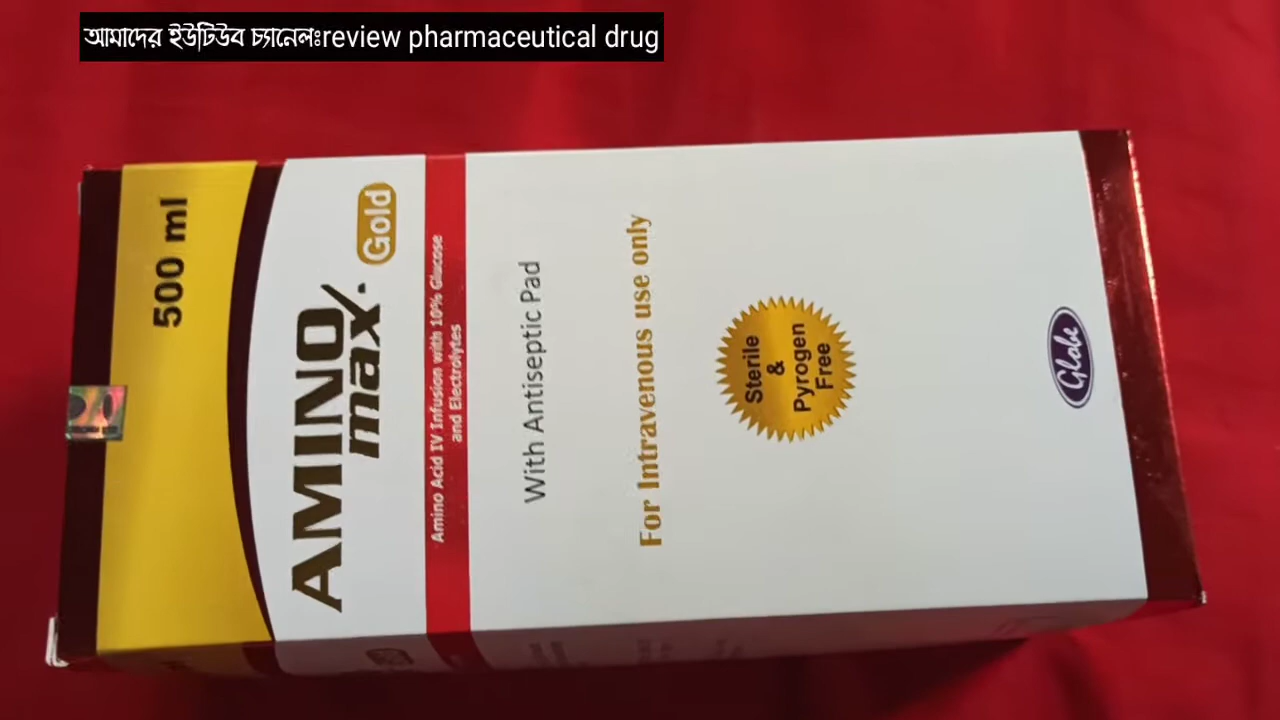 আমাদের ইউটিউব চ্যানেলঃreview pharmaceutical drug
500 ml
AMINO
max
Gold
Amino Acid IV Infusion with 10% Glucose
and Electrolytes
With Antiseptic Pad
For Intravenous use only
Sterile
&
Pyrogen
Free
Globe